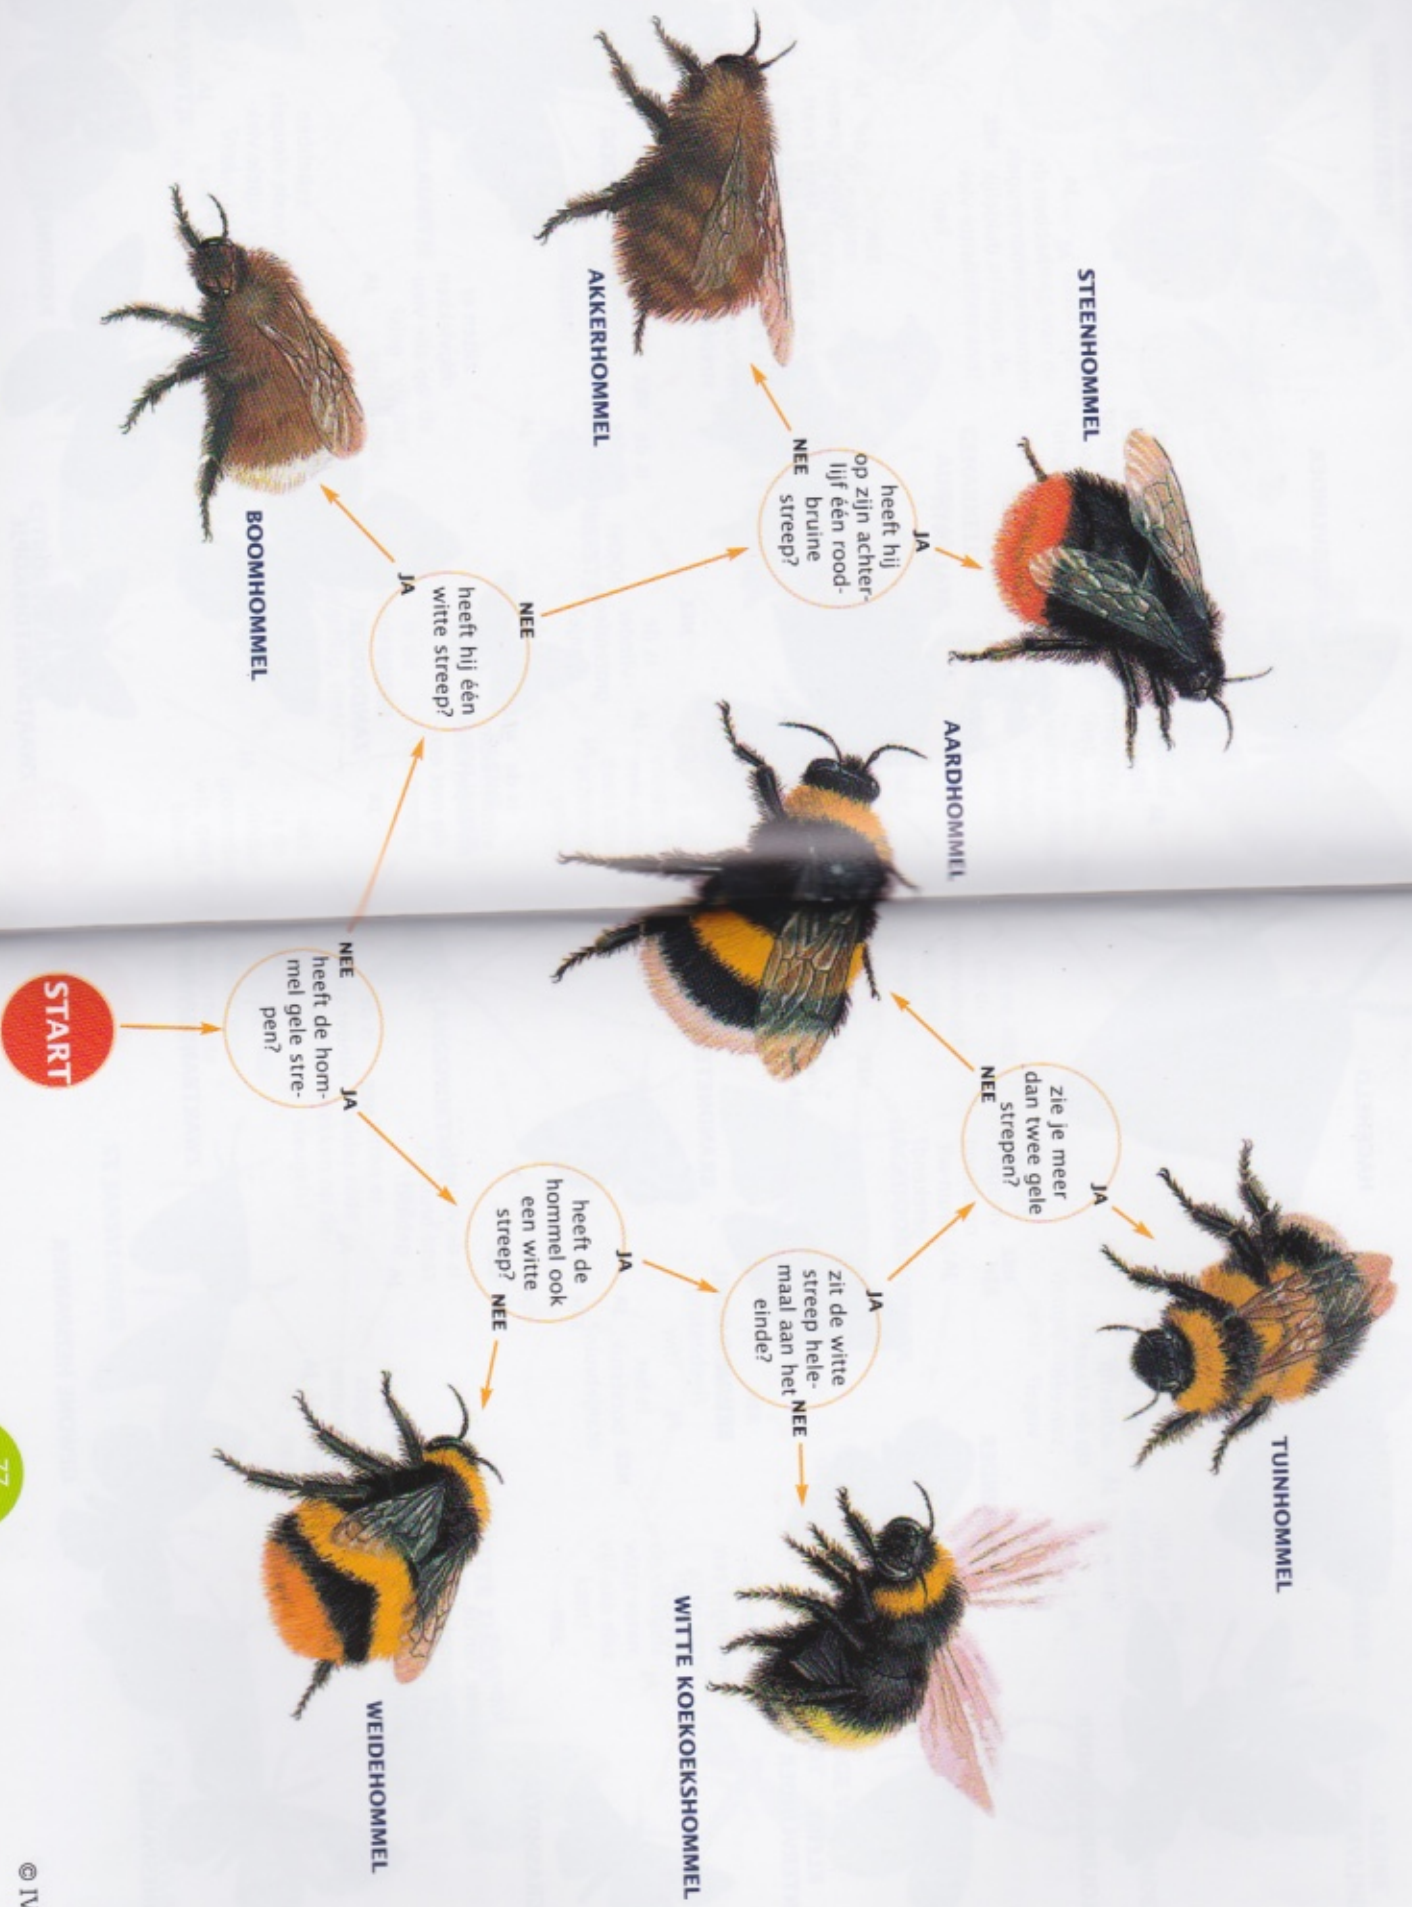 START
heeft de hom-
mel gele stre-
pen?
NEE
JA
heeft hij één
witte streep?
JA
NEE
BOOMHOMMEL
heeft hij
op zijn achter-
lijf één rood-
bruine
streep?
NEE
JA
AKKERHOMMEL
STEENHOMMEL
heeft de
hommel ook
een witte
streep?
JA
NEE
WEIDEHOMMEL
zit de witte
streep hele-
maal aan het
einde?
JA
NEE
WITTE KOEKOEKSHOMMEL
zie je meer
dan twee gele
strepen?
NEE
JA
AARDHOMMEL
TUINHOMMEL
77